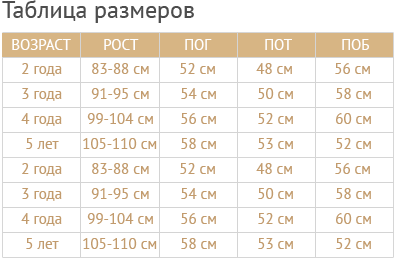 Таблица размеров
ВОЗРАСТ РОСТ ПОГ ПОТ ПОБ
2 года 83-88 см 52 см 48 см 56 см
3 года 91-95 см 54 см 50 см 58 см
4 года 99-104 см 56 см 52 см 60 см
5 лет 105-110 см 58 см 53 см 52 см
2 года 83-88 см 52 см 48 см 56 см
3 года 91-95 см 54 см 50 см 58 см
4 года 99-104 см 56 см 52 см 60 см
5 лет 105-110 см 58 см 53 см 52 см